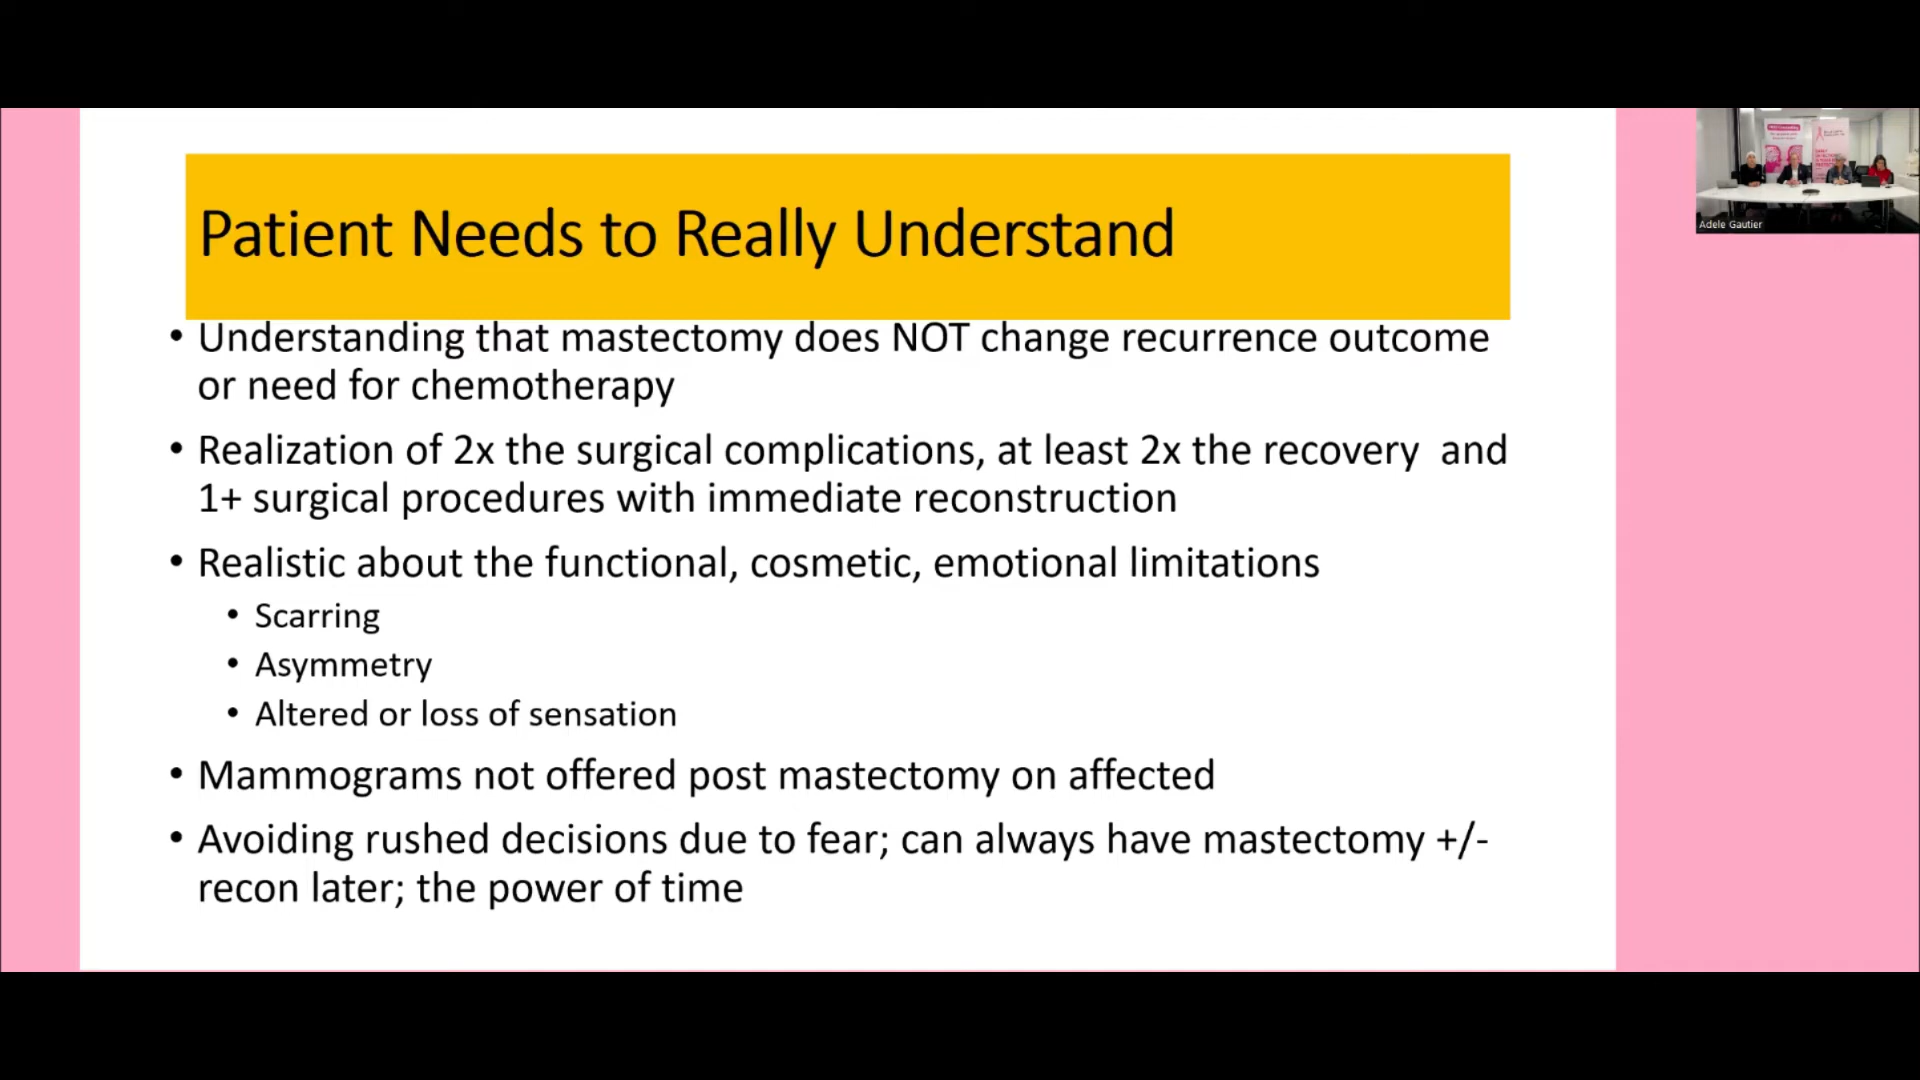 Patient Needs to Really Understand
• Understanding that mastectomy does NOT change recurrence outcome
or need for chemotherapy
• Realization of 2x the surgical complications, at least 2x the recovery and
1+ surgical procedures with immediate reconstruction
• Realistic about the functional, cosmetic, emotional limitations
• Scarring
• Asymmetry
• Altered or loss of sensation
• Mammograms not offered post mastectomy on affected
• Avoiding rushed decisions due to fear; can always have mastectomy +/-
recon later; the power of time
Adele Gautier